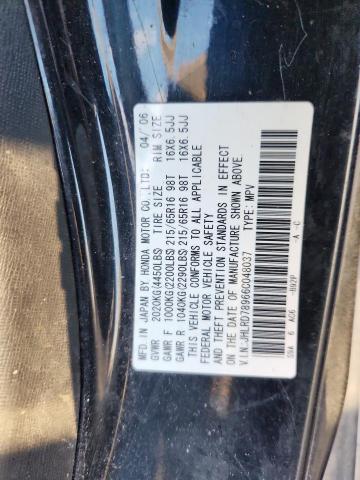 MFD. IN JAPAN BY HONDA MOTOR CO., LTD. 04/'06
GVWR 2020KG(4450LBS) TIRE SIZE RIM SIZE
GAWR F 1000KG(2200LBS) 215/65R16 98T 16X6.5JJ
GAWR R 1040KG(2290LBS) 215/65R16 98T 16X6.5JJ
THIS VEHICLE CONFORMS TO ALL APPLICABLE
FEDERAL MOTOR VEHICLE SAFETY
AND THEFT PREVENTION STANDARDS IN EFFECT
ON THE DATE OF MANUFACTURE SHOWN ABOVE.
V.I.N:JHLRD78966C048037 TYPE: MPV
-A -C